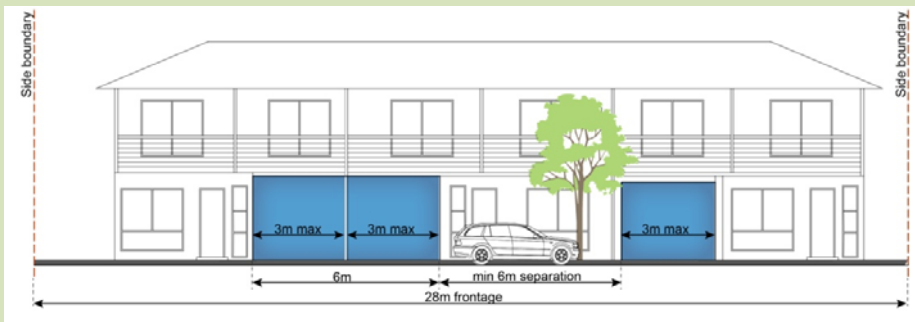 Side boundary
Side boundary
3m max
3m max
3m max
6m
min 6m separation
28m frontage